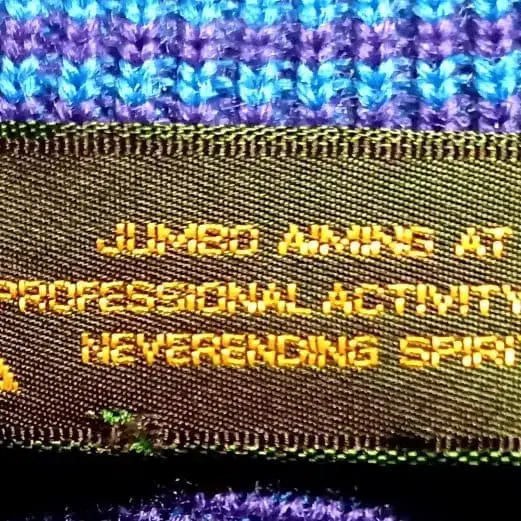 JUMBO AIMING AT
PROFESSIONAL ACTIVITY
NEVERENDING SPIRI